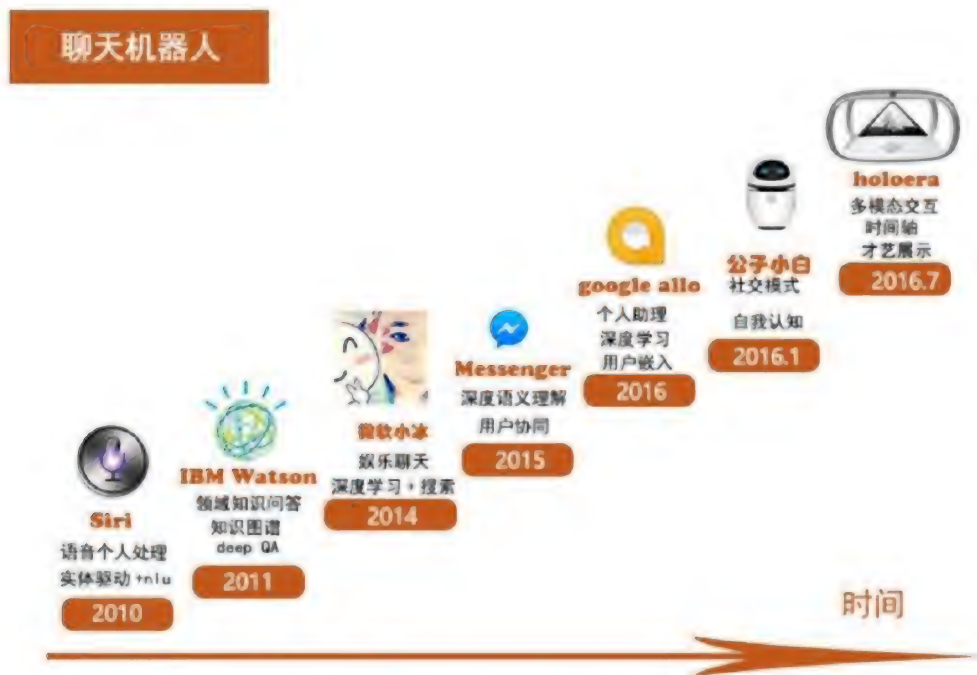 聊天机器人
Siri
语音个人处理
实体驱动+nlu
2010
IBM Watson
领域知识问答
知识图谱
deep QA
2011
微软小冰
娱乐聊天
深度学习+搜索
2014
Messenger
深度语义理解
用户协同
2015
google allo
个人助理
深度学习
用户嵌入
2016
公子小白
社交模式
自我认知
2016.1
holoera
多模态交互
时间轴
才艺展示
2016.7
时间